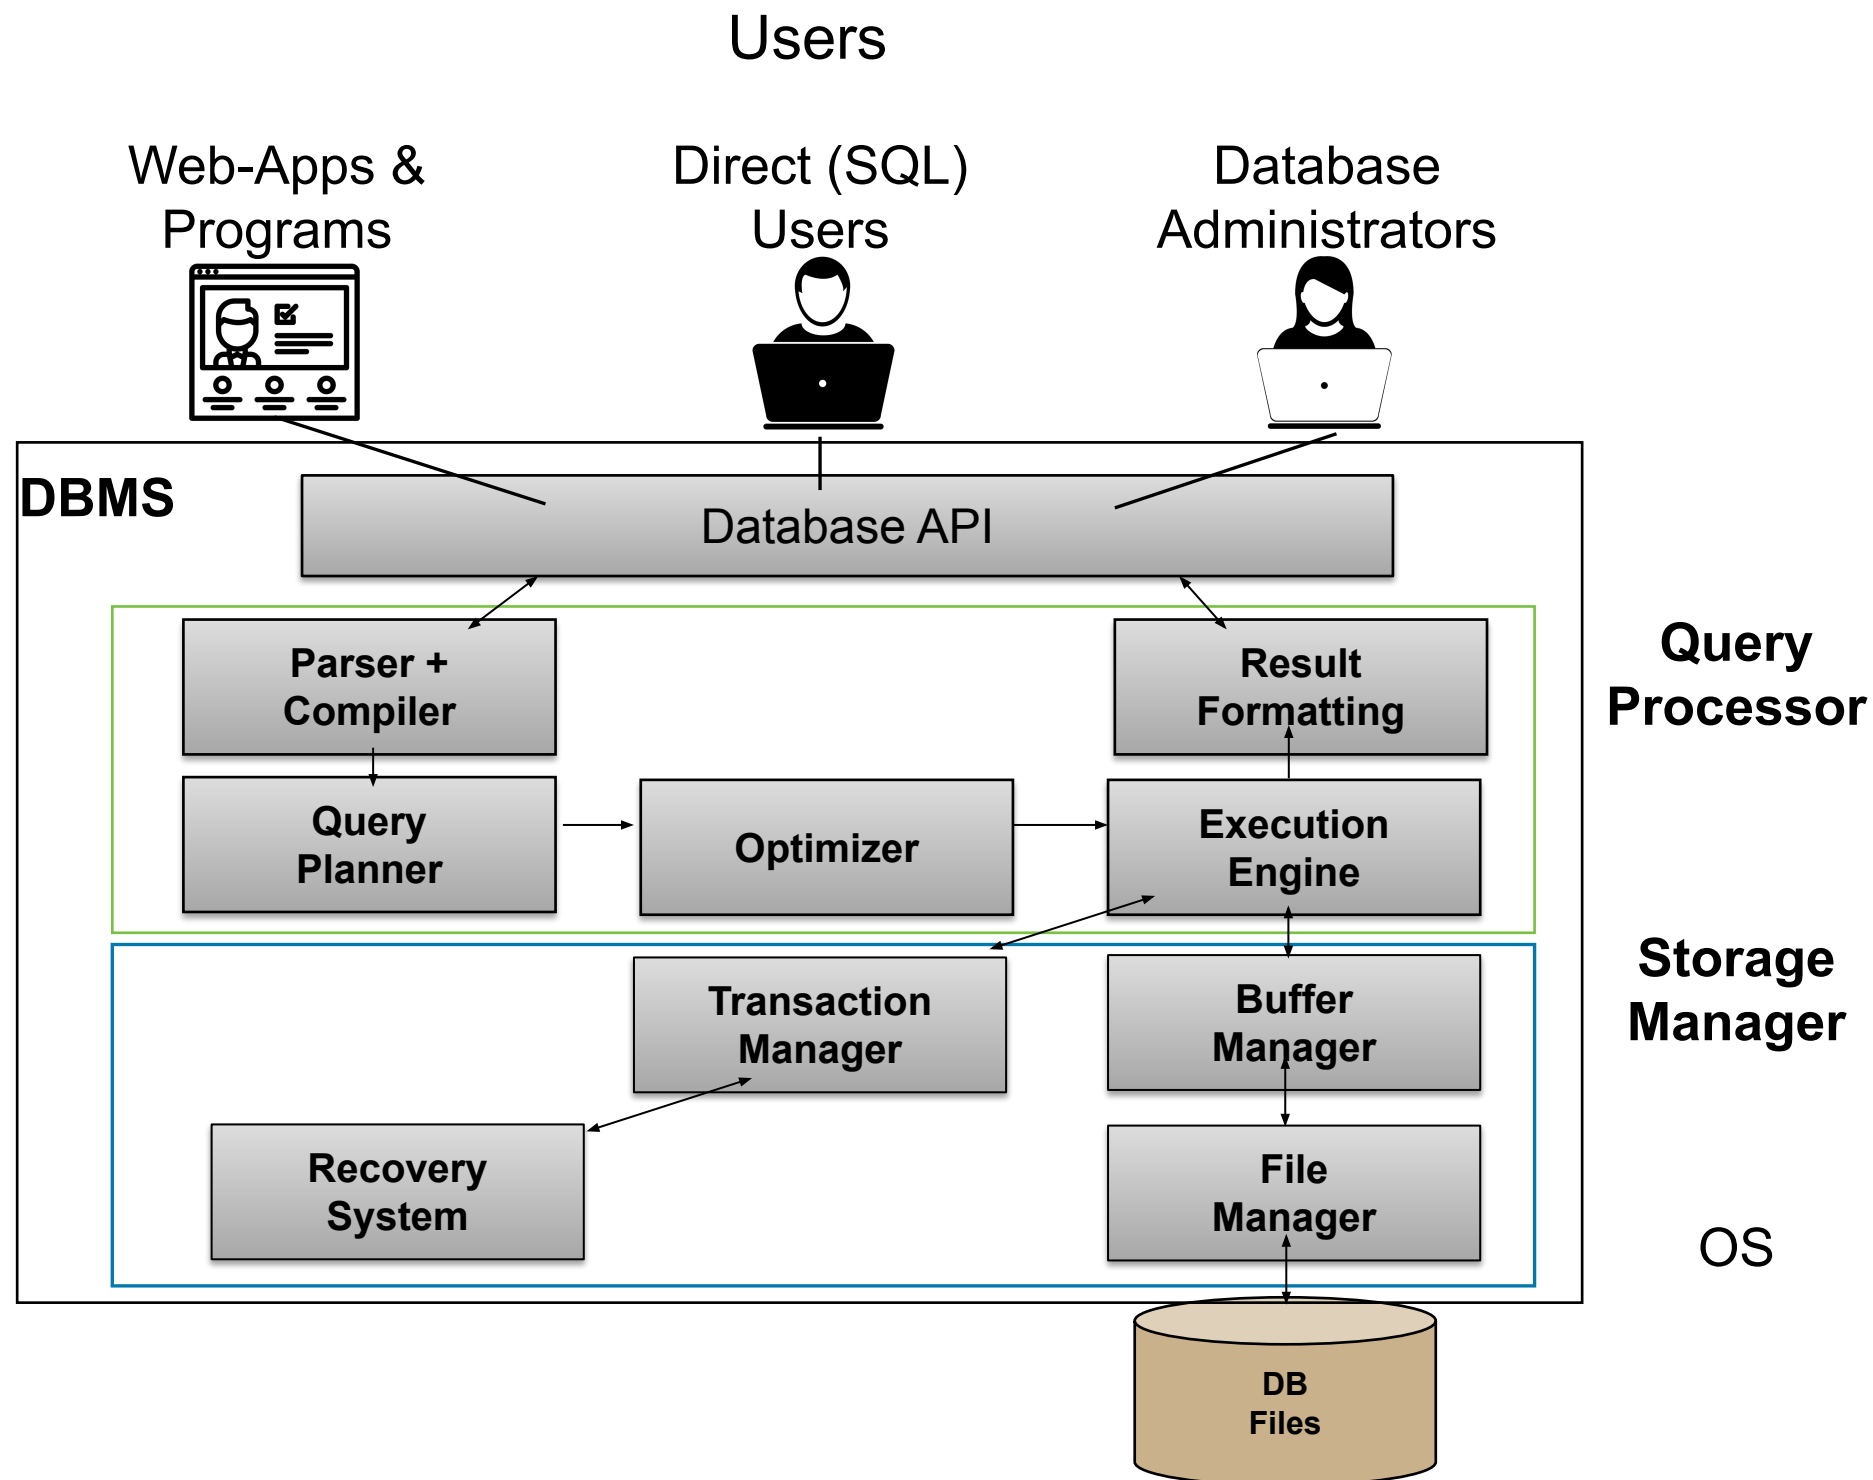 Users
Web-Apps &
Programs
Direct (SQL)
Users
Database
Administrators
DBMS
Database API
Parser +
Compiler
Result
Formatting
Query
Processor
Query
Planner
Optimizer
Execution
Engine
Storage
Manager
Transaction
Manager
Buffer
Manager
Recovery
System
File
Manager
OS
DB
Files